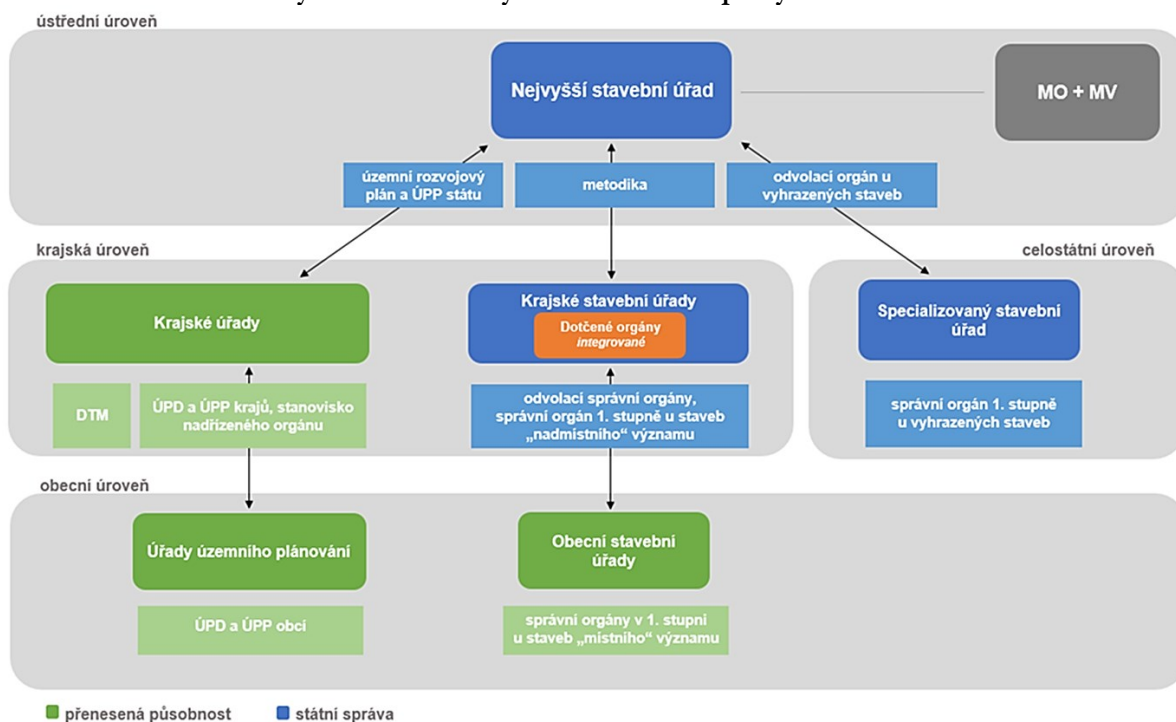 ústřední úroveň
Nejvyšší stavební úřad
MO + MV
územní rozvojový
plán a ÚPP státu
metodika
odvolací orgán u
vyhrazených staveb
krajská úroveň
celostátní úroveň
Krajské úřady
Krajské stavební úřady
Dotčené orgány
integrované
Specializovaný stavební
úřad
DTM
ÚPD a ÚPP krajů, stanovisko
nadřízeného orgánu
odvolací správní orgány,
správní orgán 1. stupně u staveb
„nadmístního“ významu
správní orgán 1. stupně
u vyhrazených staveb
obecní úroveň
Úřady územního plánování
Obecní stavební
úřady
ÚPD a ÚPP obcí
správní orgány v 1. stupni
u staveb „místního“ významu
přenesená působnost
státní správa